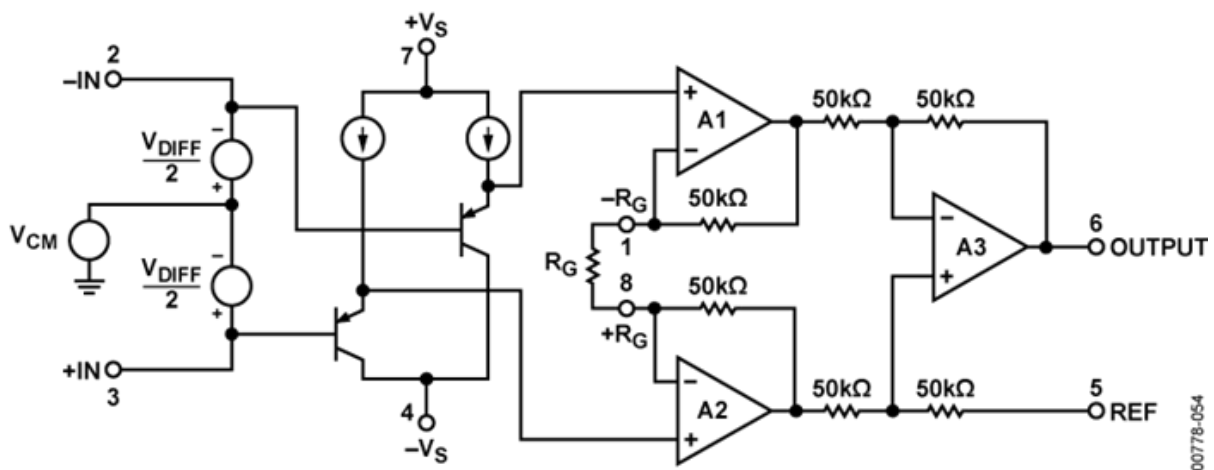 +VS
7
2
–IN
VDIFF
2
–
+
VCM
VDIFF
2
–
+
+IN
3
4
–VS
+
A1
–
50kΩ
50kΩ
50kΩ
–RG
1
RG
8
+RG
50kΩ
–
A2
+
50kΩ
50kΩ
–
A3
+
6
OUTPUT
5
REF
00778-054